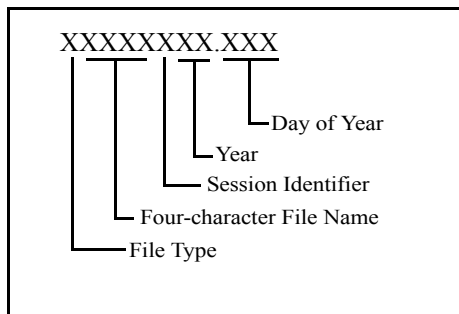 XXXXXXXX.XXX
Day of Year
Year
Session Identifier
Four-character File Name
File Type